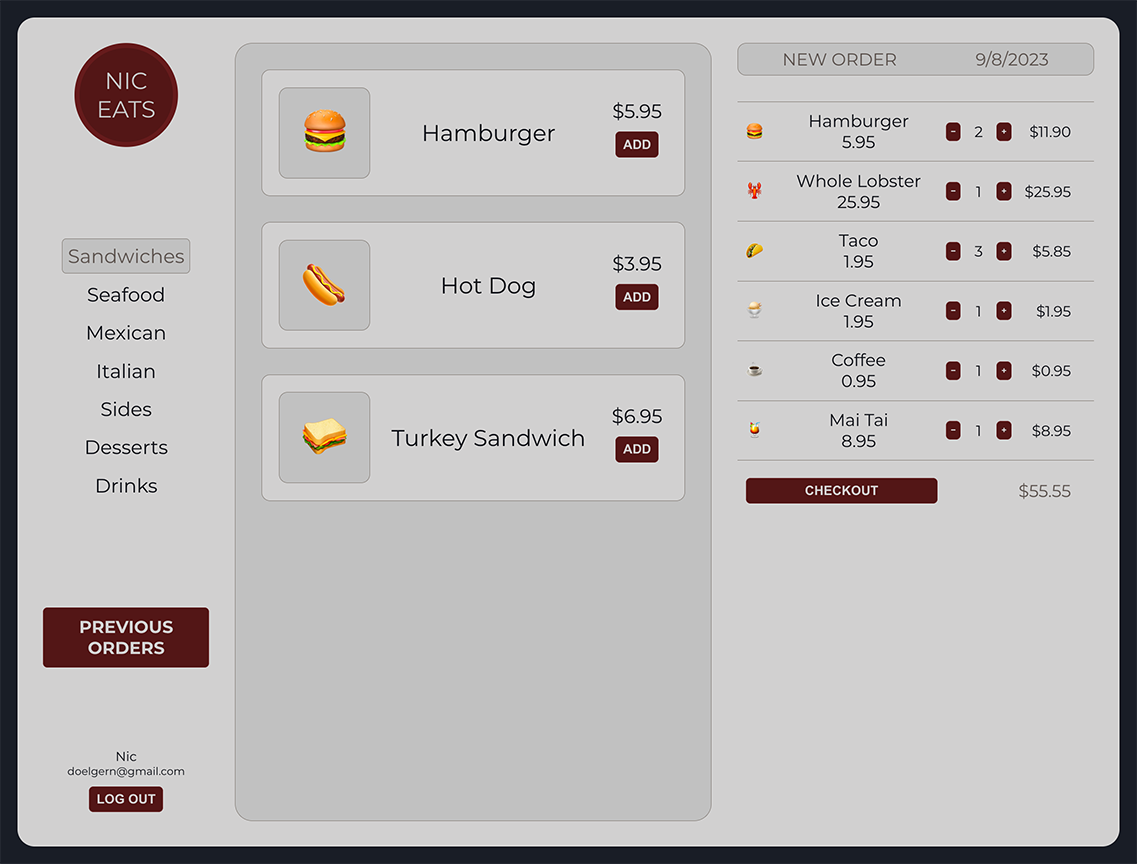 NIC
EATS
Sandwiches
Seafood
Mexican
Italian
Sides
Desserts
Drinks
PREVIOUS
ORDERS
Nic
doelgern@gmail.com
LOG OUT
Hamburger
$5.95
ADD
Hot Dog
$3.95
ADD
Turkey Sandwich
$6.95
ADD
NEW ORDER 9/8/2023
Hamburger
5.95
- 2 + $11.90
Whole Lobster
25.95
- 1 + $25.95
Taco
1.95
- 3 + $5.85
Ice Cream
1.95
- 1 + $1.95
Coffee
0.95
- 1 + $0.95
Mai Tai
8.95
- 1 + $8.95
CHECKOUT $55.55